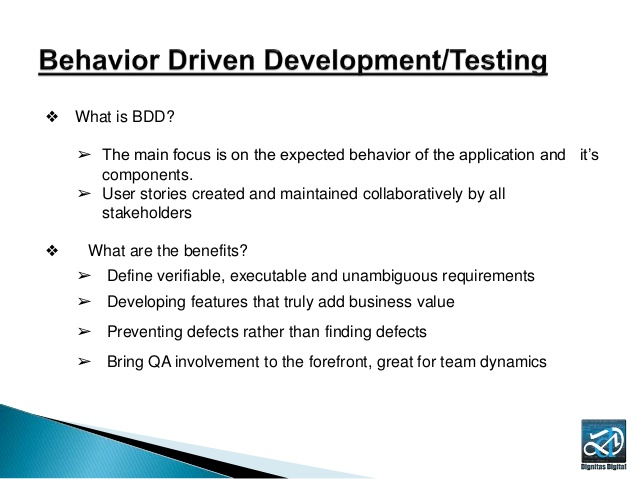 Behavior Driven Development/Testing
❖ What is BDD?
➢ The main focus is on the expected behavior of the application and it's
components.
➢ User stories created and maintained collaboratively by all
stakeholders
❖ What are the benefits?
➢ Define verifiable, executable and unambiguous requirements
➢ Developing features that truly add business value
➢ Preventing defects rather than finding defects
➢ Bring QA involvement to the forefront, great for team dynamics
Dignitas Digital